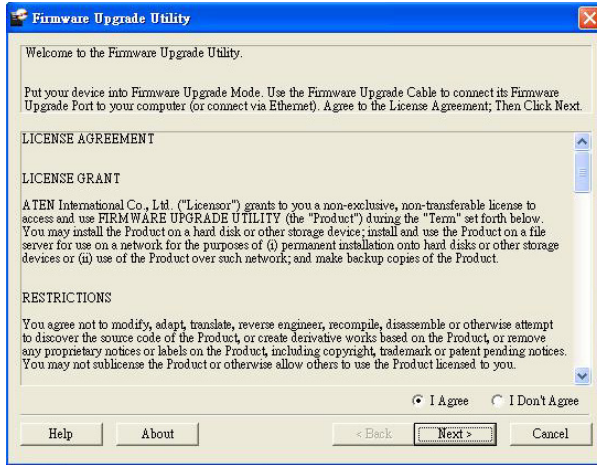 Firmware Upgrade Utility
Welcome to the Firmware Upgrade Utility.
Put your device into Firmware Upgrade Mode. Use the Firmware Upgrade Cable to connect its Firmware
Upgrade Port to your computer (or connect via Ethernet). Agree to the License Agreement; Then Click Next.
LICENSE AGREEMENT
LICENSE GRANT
ATEN International Co., Ltd. ("Licensor") grants to you a non-exclusive, non-transferable license to
access and use FIRMWARE UPGRADE UTILITY (the "Product") during the "Term" set forth below.
You may install the Product on a hard disk or other storage device; install and use the Product on a file
server for use on a network for the purposes of (i) permanent installation onto hard disks or other storage
devices or (ii) use of the Product over such network; and make backup copies of the Product.
RESTRICTIONS
You agree not to modify, adapt, translate, reverse engineer, recompile, disassemble or otherwise attempt
to discover the source code of the Product, or create derivative works based on the Product, or remove
any proprietary notices or labels on the Product, including copyright, trademark or patent pending notices.
You may not sublicense the Product or otherwise allow others to use the Product licensed to you.
I Agree I Don't Agree
Help About < Back Next > Cancel